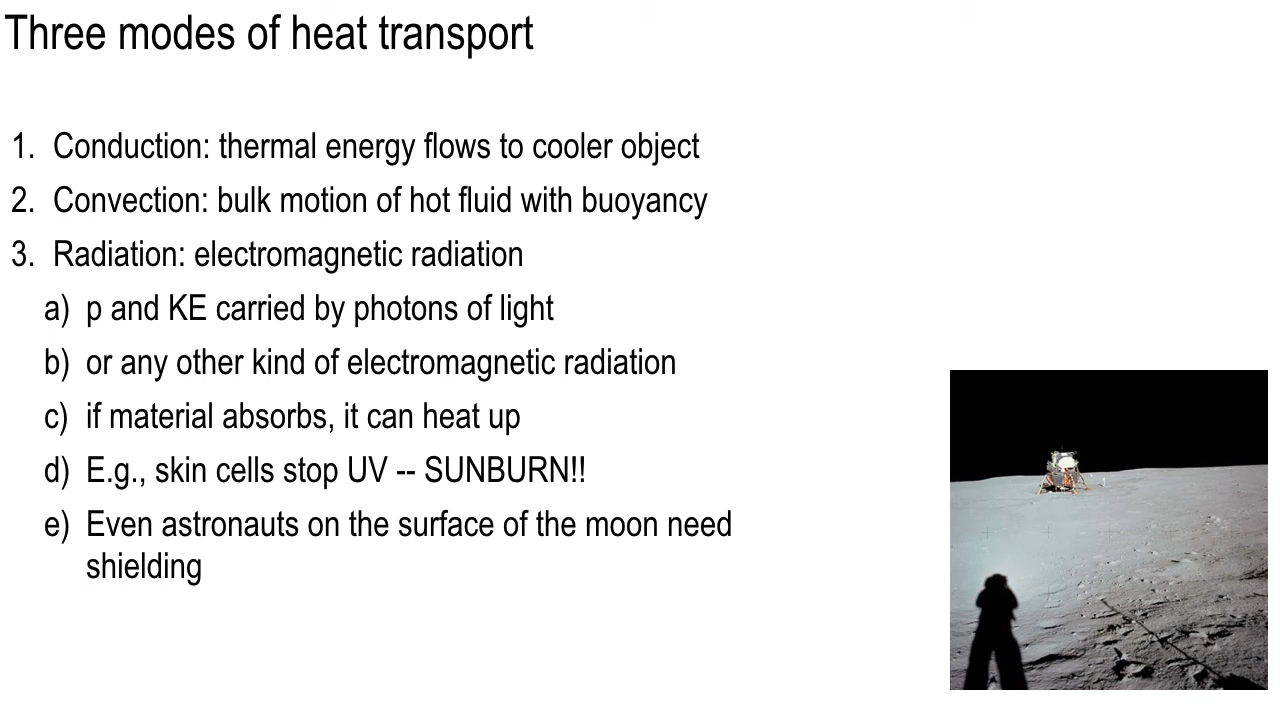 Three modes of heat transport
1. Conduction: thermal energy flows to cooler object
2. Convection: bulk motion of hot fluid with buoyancy
3. Radiation: electromagnetic radiation
a) p and KE carried by photons of light
b) or any other kind of electromagnetic radiation
c) if material absorbs, it can heat up
d) E.g., skin cells stop UV -- SUNBURN!!
e) Even astronauts on the surface of the moon need
shielding